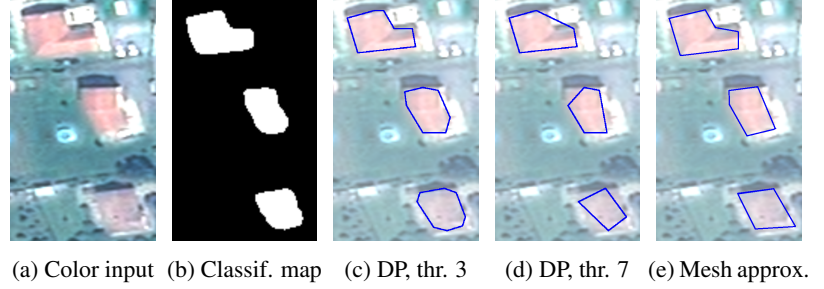 (a) Color input (b) Classif. map (c) DP, thr. 3 (d) DP, thr. 7 (e) Mesh approx.